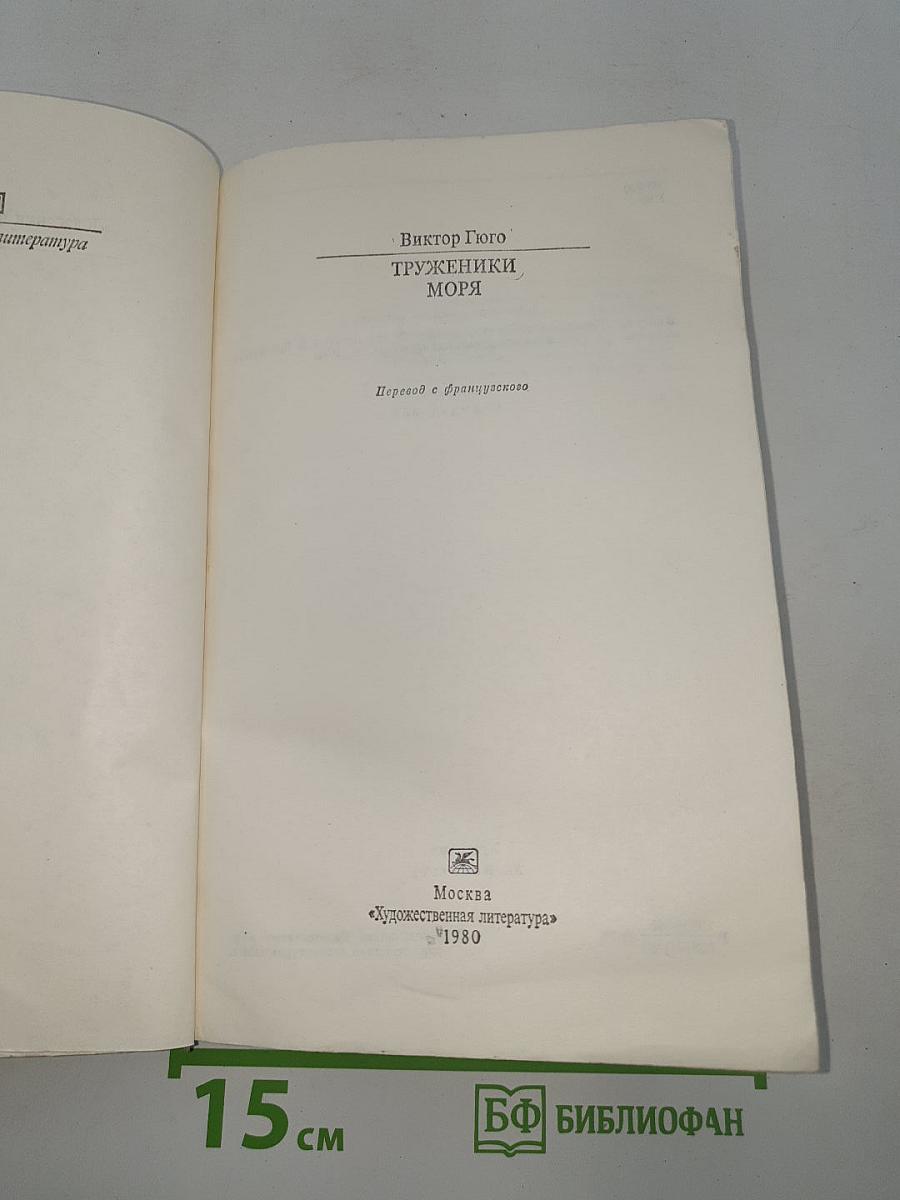 литература
Виктор Гюго
ТРУЖЕНИКИ
МОРЯ
Перевод с французского
Москва
«Художественная литература»
1980
15 см
БФ БИБЛИОФАН